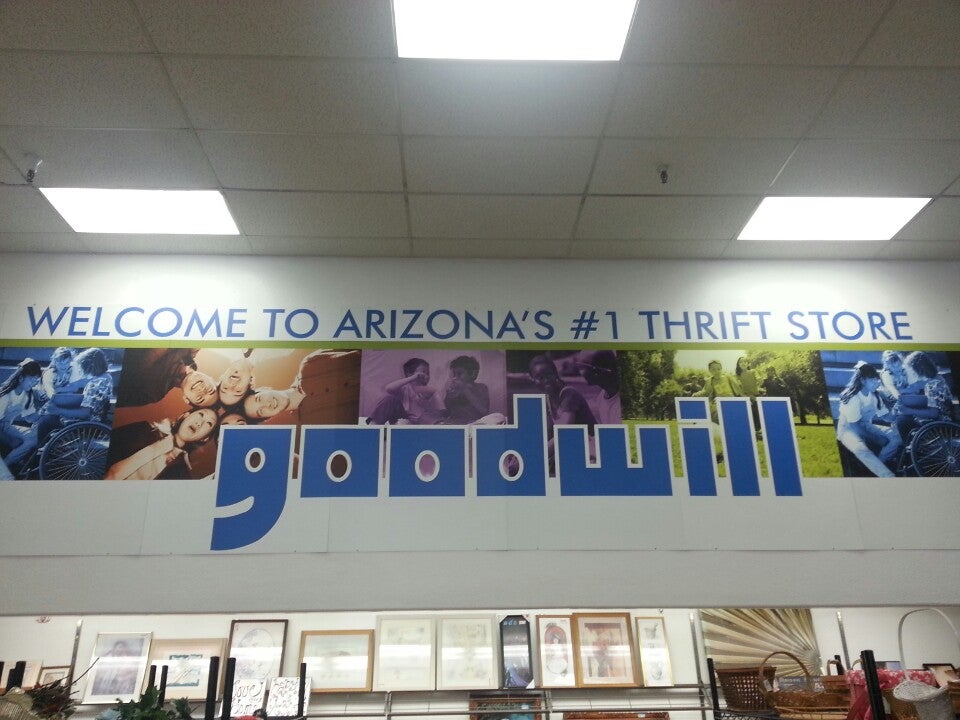 WELCOME TO ARIZONA'S #1 THRIFT STORE
goodwill